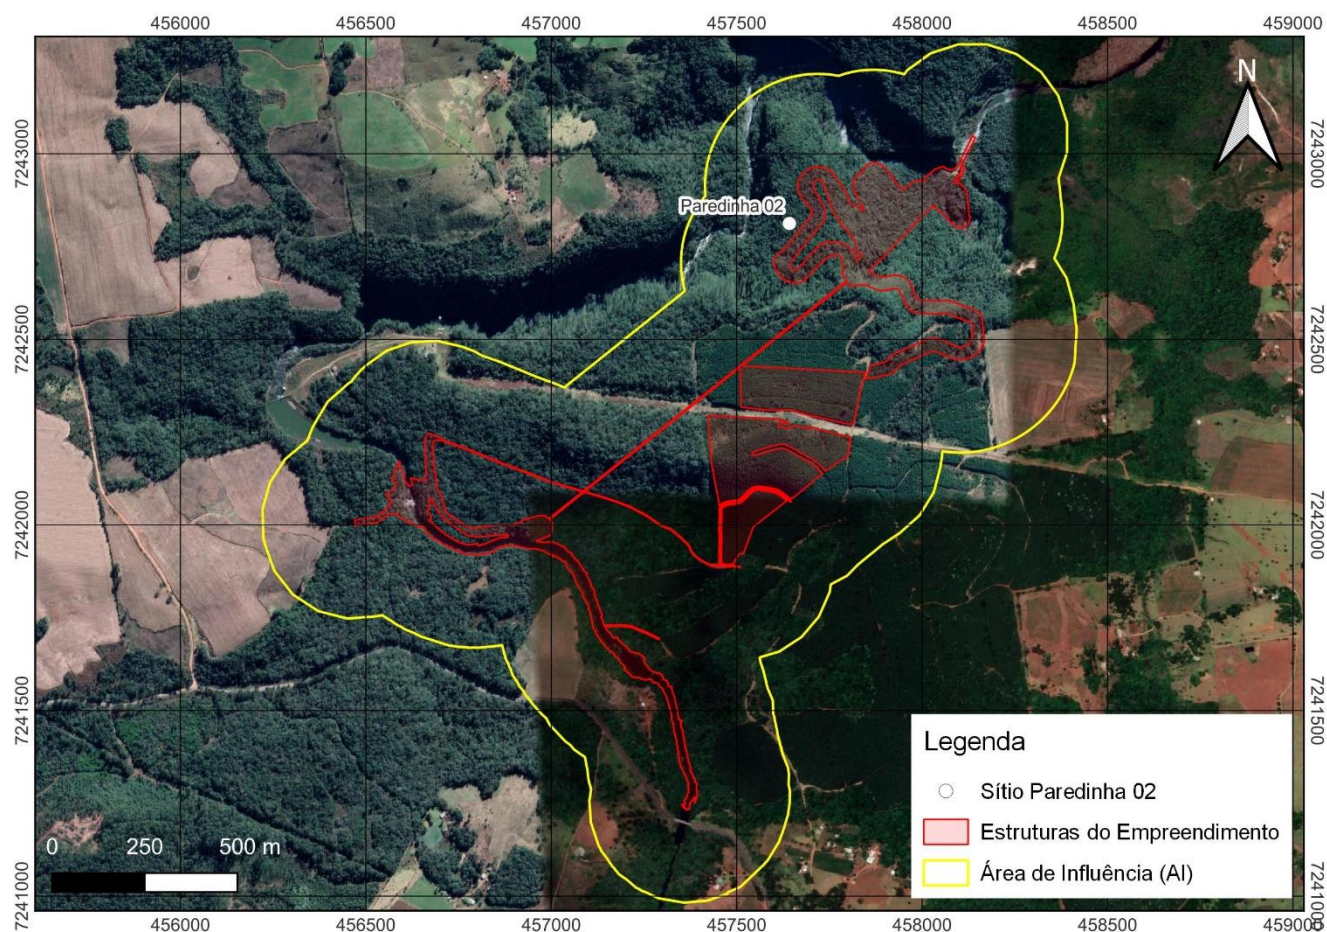 456000 456500 457000 457500 458000 458500 459000
N
7243000 7243000
Paredinha 02
7242500 7242500
7242000 7242000
7241500 7241500
Legenda
Sítio Paredinha 02
Estruturas do Empreendimento
Área de Influência (AI)
0 250 500 m
7241000 7241000
456000 456500 457000 457500 458000 458500 459000